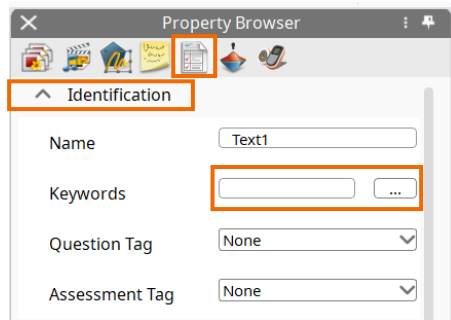 Property Browser
Identification
Name Text1
Keywords ...
Question Tag None
Assessment Tag None